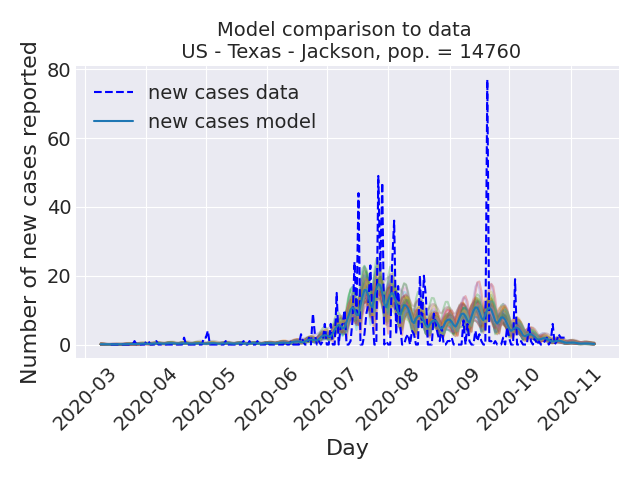 Model comparison to data
US - Texas - Jackson, pop. = 14760
Number of new cases reported
80
60
40
20
0
new cases data
new cases model
2020-03
2020-04
2020-05
2020-06
2020-07
2020-08
2020-09
2020-10
2020-11
Day